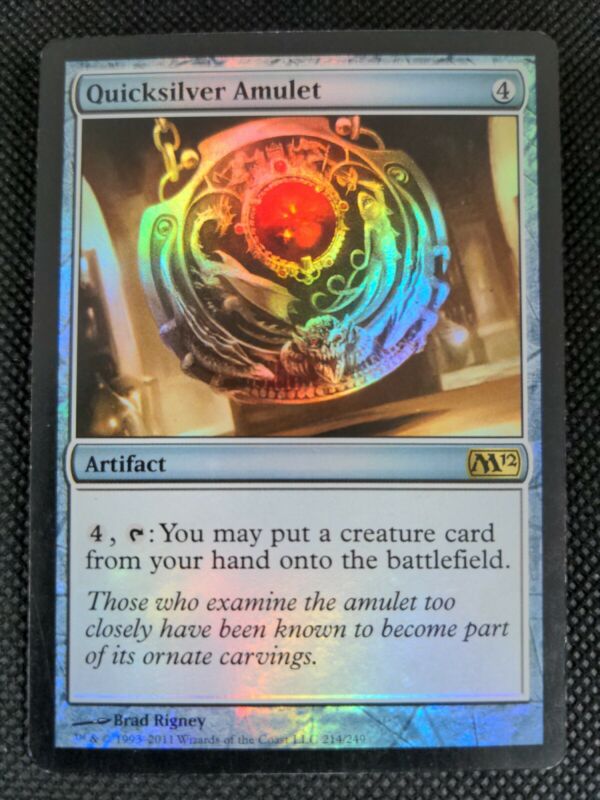 Quicksilver Amulet 4
Artifact M12
4, : You may put a creature card
from your hand onto the battlefield.
Those who examine the amulet too
closely have been known to become part
of its ornate carvings.
Brad Rigney
™ & © 1993-2011 Wizards of the Coast LLC 214/249